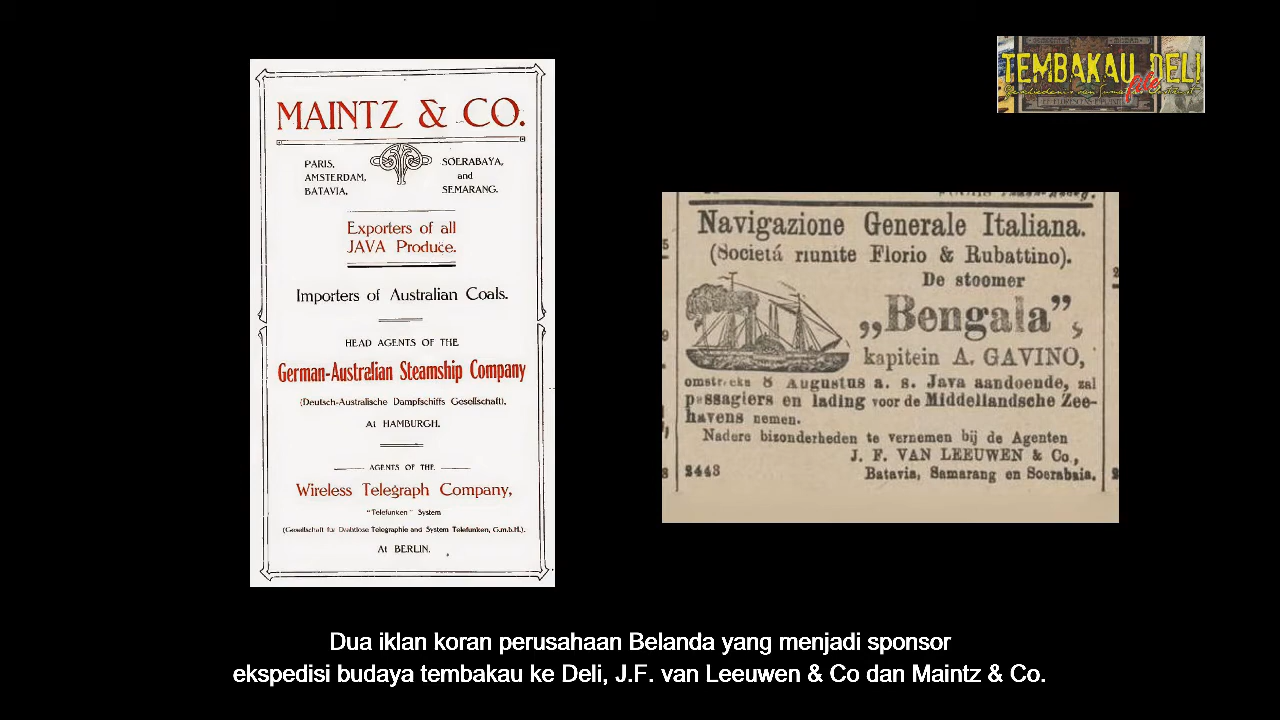 MAINTZ & CO.
PARIS,
AMSTERDAM,
BATAVIA,
SOERABAYA,
and
SEMARANG.
Exporters of all
JAVA Produce.
Importers of Australian Coals.
HEAD AGENTS OF THE
German-Australian Steamship Company
(Deutsch-Australische Dampfschiffs Gesellschaft),
At HAMBURGH.
AGENTS OF THE
Wireless Telegraph Company,
"Telefunken" System
(Gesellschaft für Drahtlose Telegraphie and System Telefunken, G.m.b.H.).
At BERLIN.
TEMBAKAU DELI
file
Navigazione Generale Italiana.
(Societá riunite Florio & Rubattino).
De stoomer
„Bengala",
kapitein A. GAVINO,
omstreeks 8 Augustus a. s. Java aandoende, zal
passagiers en lading voor de Middellandsche Zee-
havens nemen.
Nadere bizonderheden te vernemen bij de Agenten
J. F. VAN LEEUWEN & Co.,
2443 Batavia, Samarang en Soerabaia.
Dua iklan koran perusahaan Belanda yang menjadi sponsor
ekspedisi budaya tembakau ke Deli, J.F. van Leeuwen & Co dan Maintz & Co.